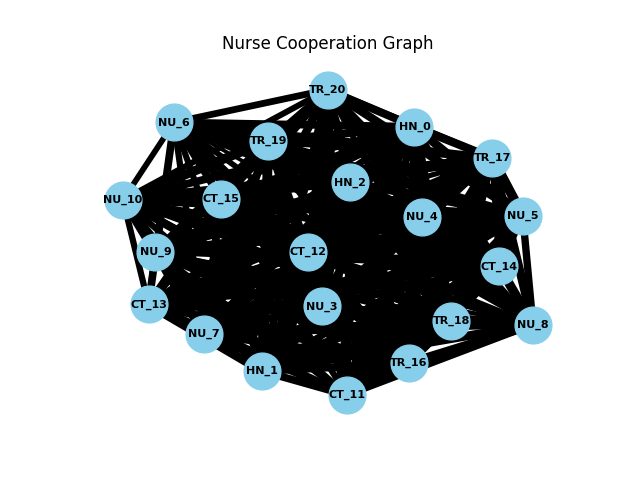 Nurse Cooperation Graph
TR_20
NU_6
HN_0
TR_19
TR_17
HN_2
CT_15
NU_10
NU_4
NU_5
NU_9
CT_12
CT_14
CT_13
NU_3
TR_18
NU_8
NU_7
TR_16
HN_1
CT_11